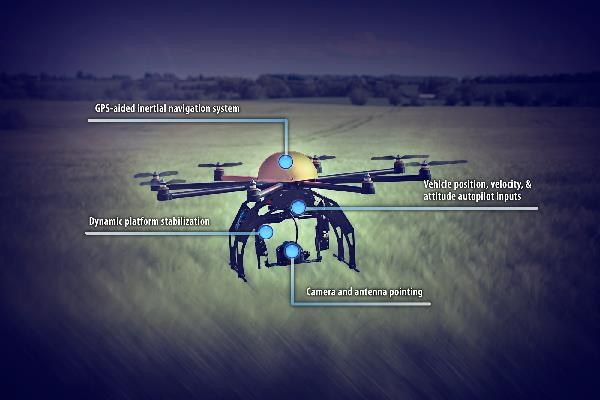 GPS-aided inertial navigation system
Vehicle position, velocity, &
attitude autopilot inputs
Dynamic platform stabilization
Camera and antenna pointing